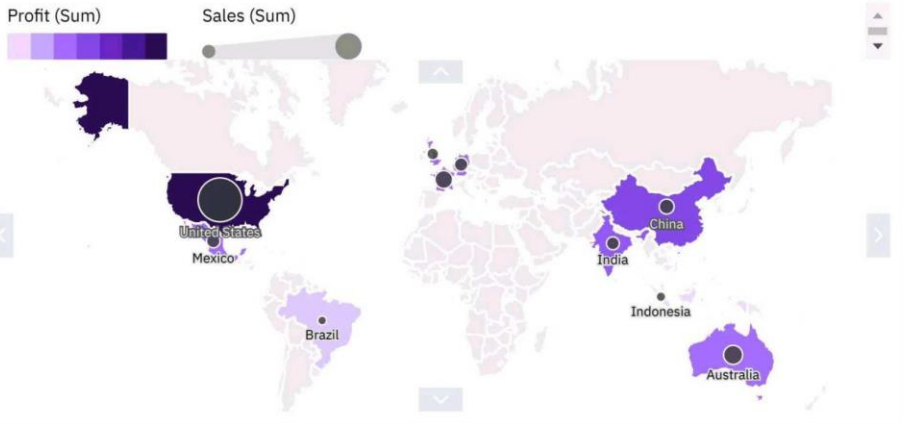 Profit (Sum)
Sales (Sum)
United States
Mexico
Brazil
China
India
Indonesia
Australia